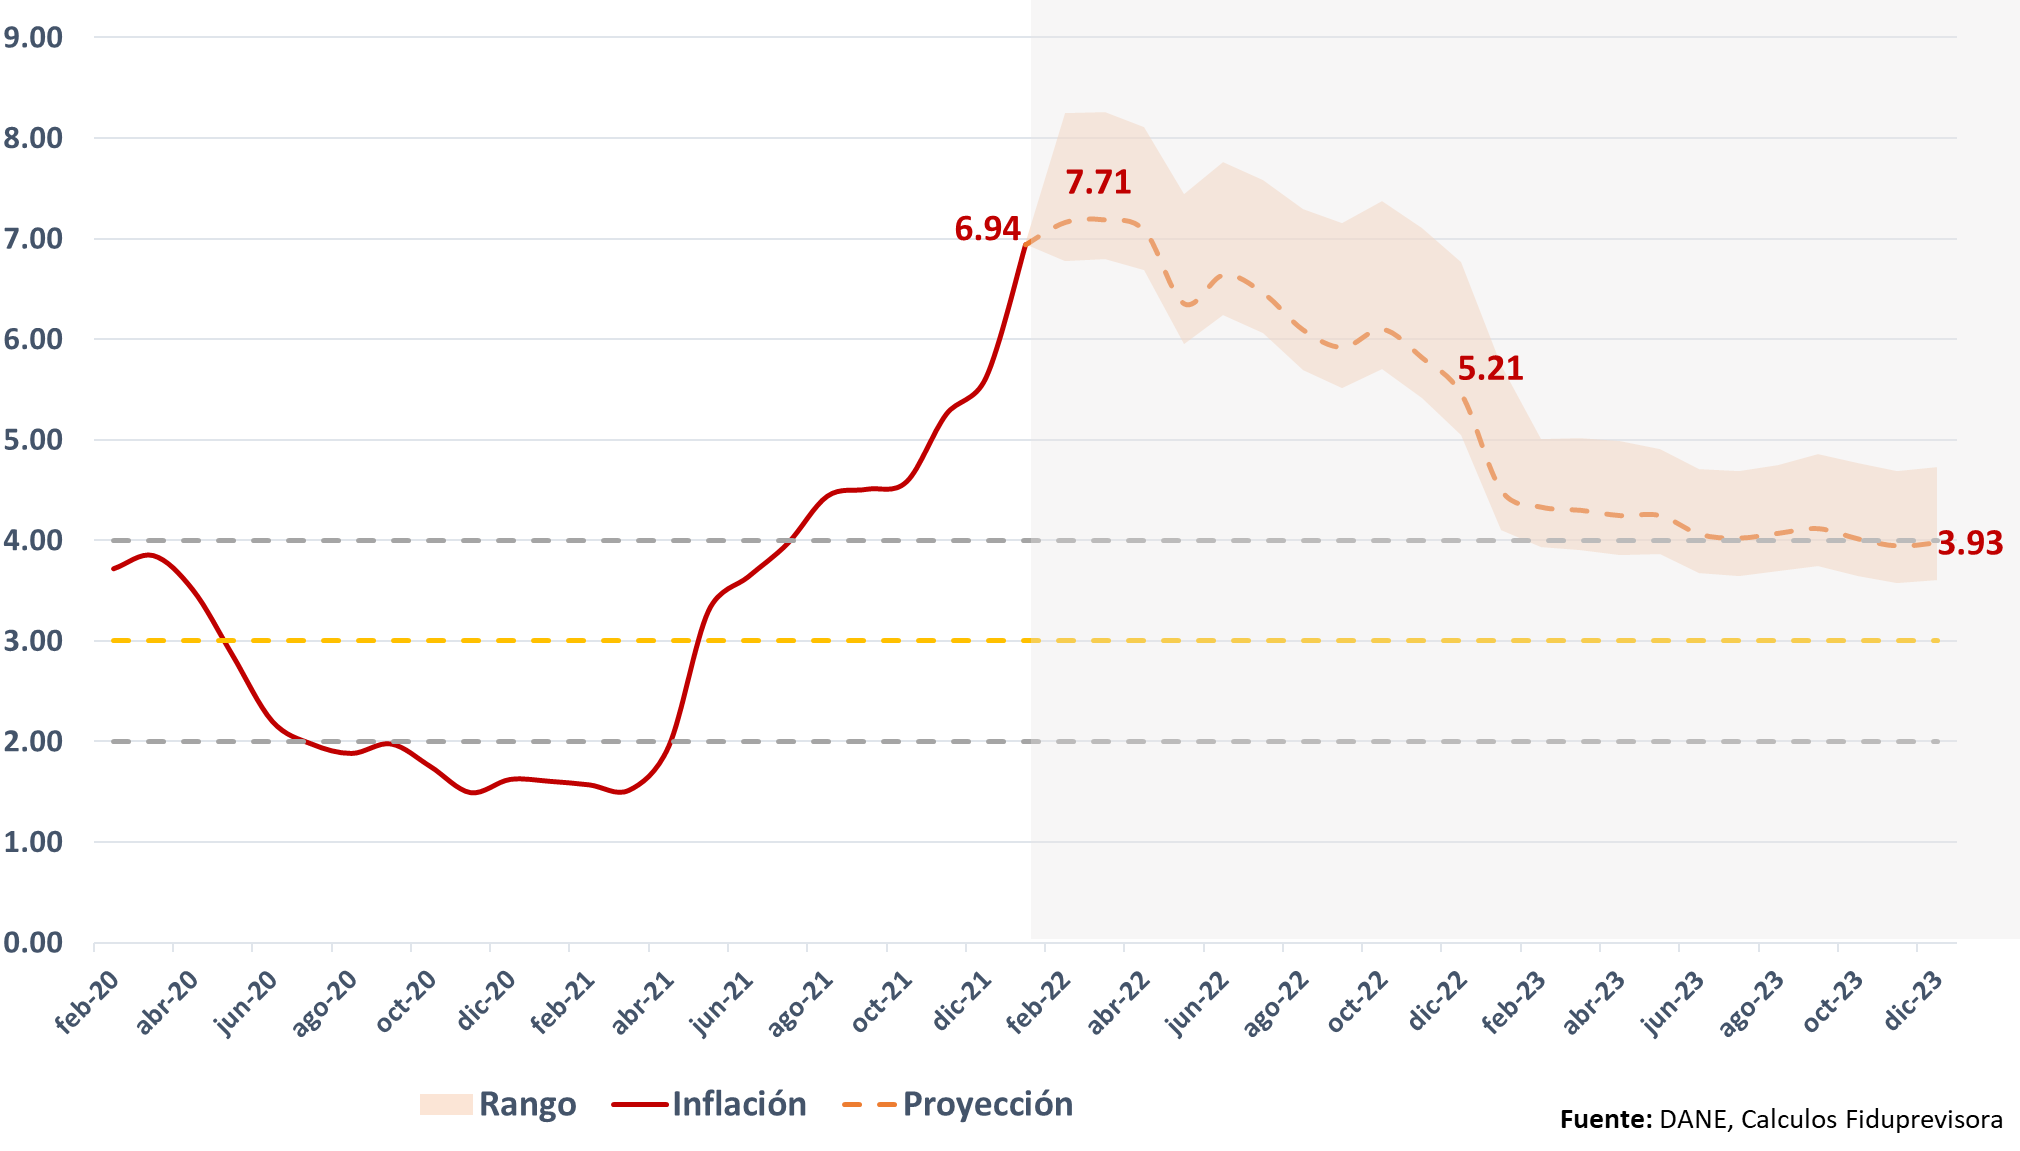 9.00
8.00
7.00
6.00
5.00
4.00
3.00
2.00
1.00
0.00
7.71
6.94
5.21
3.93
feb-20
abr-20
jun-20
ago-20
oct-20
dic-20
feb-21
abr-21
jun-21
ago-21
oct-21
dic-21
feb-22
abr-22
jun-22
ago-22
oct-22
dic-22
feb-23
abr-23
jun-23
ago-23
oct-23
dic-23
Rango
Inflación
Proyección
Fuente: DANE, Calculos Fiduprevisora